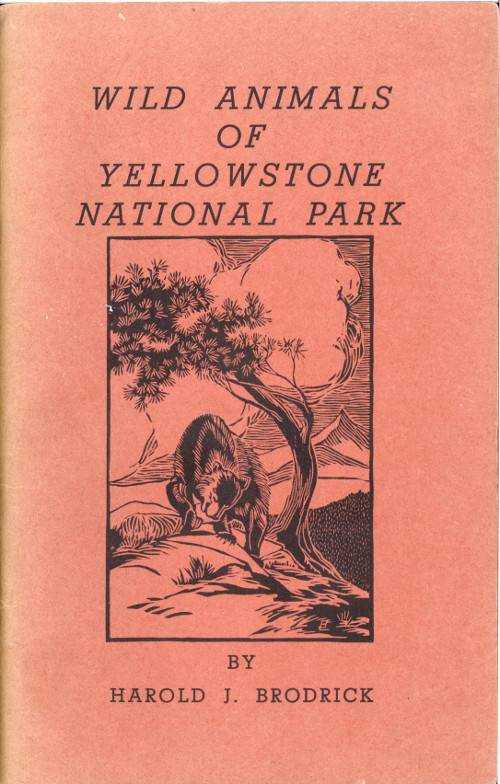 WILD ANIMALS
OF
YELLOWSTONE
NATIONAL PARK
BY
HAROLD J. BRODRICK